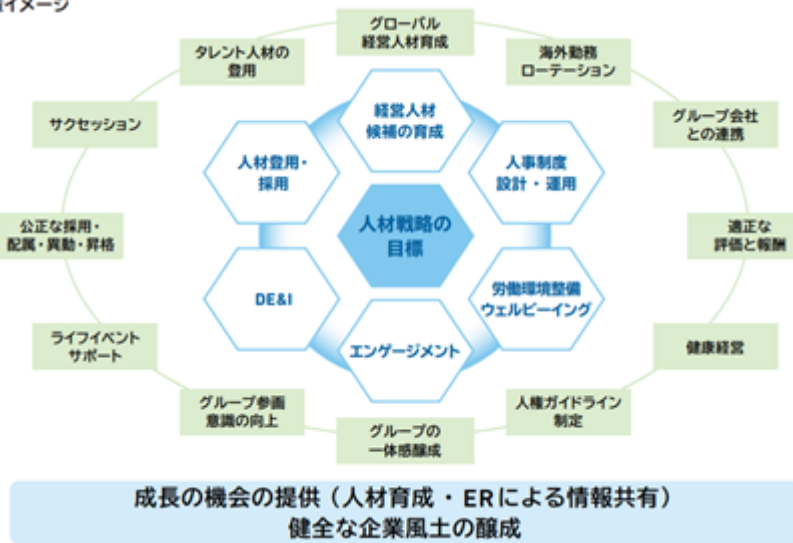 イメージ
グローバル
経営人材育成
タレント人材の
登用
海外勤務
ローテーション
サクセッション
グループ会社
との連携
経営人材
候補の育成
人材登用・
採用
人事制度
設計・運用
人材戦略の
目標
公正な採用・
配属・異動・昇格
適正な
評価と報酬
DE&I
労働環境整備
ウェルビーイング
エンゲージメント
ライフイベント
サポート
健康経営
グループ参画
意識の向上
人権ガイドライン
制定
グループの
一体感醸成
成長の機会の提供（人材育成・ERによる情報共有）
健全な企業風土の醸成